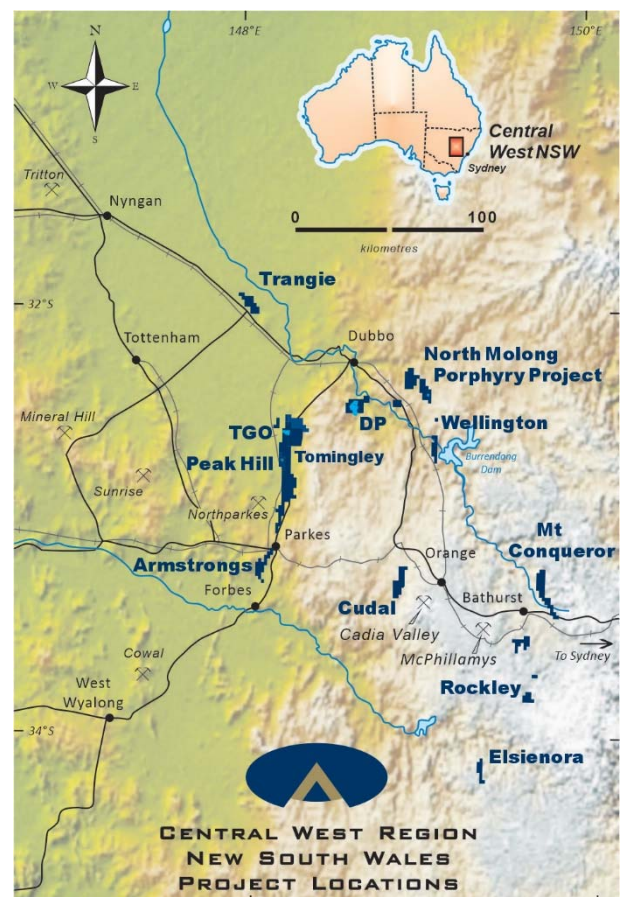 148°E
150°E
N
W
E
S
Central
West NSW
Sydney
0
100
kilometres
Tritton
Nyngan
Trangie
32°S
Tottenham
Dubbo
North Molong
Porphyry Project
Mineral Hill
TGO
DP
Wellington
Peak Hill
Tomingley
Burrendong
Dam
Sunrise
Northparkes
Parkes
Mt
Conqueror
Armstrongs
Orange
Forbes
Bathurst
Cudal
Cadia Valley
McPhillamys
To Sydney
Cowal
West
Wyalong
Rockley
34°S
Elsienora
Central West Region
New South Wales
Project Locations